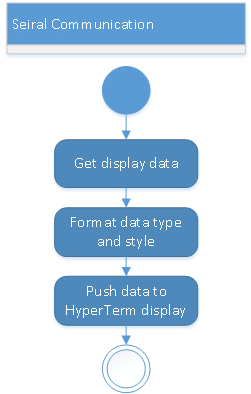 Seiral Communication
Get display data
Format data type
and style
Push data to
HyperTerm display